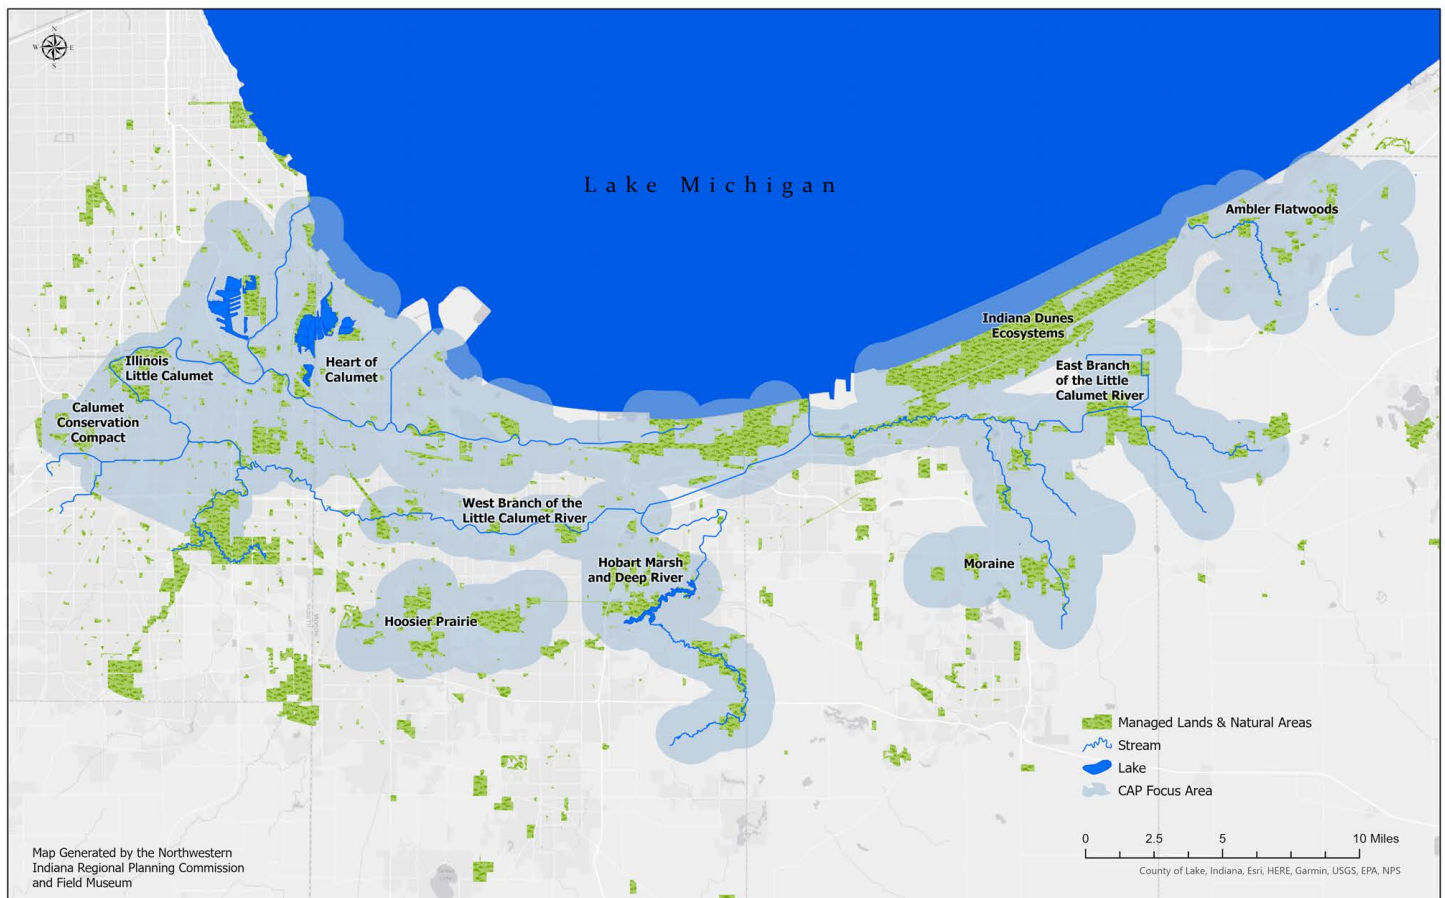 N
W E
S
Lake Michigan
Ambler Flatwoods
Indiana Dunes
Ecosystems
Illinois
Little Calumet
Heart of
Calumet
East Branch
of the Little
Calumet River
Calumet
Conservation
Compact
West Branch of the
Little Calumet River
Hobart Marsh
and Deep River
Moraine
Hoosier Prairie
Managed Lands & Natural Areas
Stream
Lake
CAP Focus Area
0 2.5 5 10 Miles
Map Generated by the Northwestern
Indiana Regional Planning Commission
and Field Museum
County of Lake, Indiana, Esri, HERE, Garmin, USGS, EPA, NPS